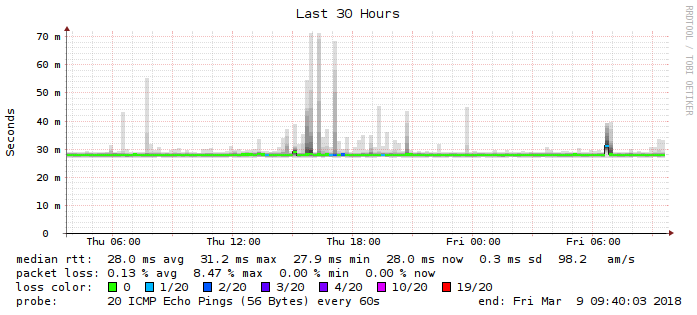 Last 30 Hours
RRDTOOL / TOBI OETIKER
Seconds
70 m
60 m
50 m
40 m
30 m
20 m
10 m
0
Thu 06:00 Thu 12:00 Thu 18:00 Fri 00:00 Fri 06:00
median rtt: 28.0 ms avg 31.2 ms max 27.9 ms min 28.0 ms now 0.3 ms sd 98.2 am/s
packet loss: 0.13 % avg 8.47 % max 0.00 % min 0.00 % now
loss color: 0 1/20 2/20 3/20 4/20 10/20 19/20
probe: 20 ICMP Echo Pings (56 Bytes) every 60s end: Fri Mar 9 09:40:03 2018